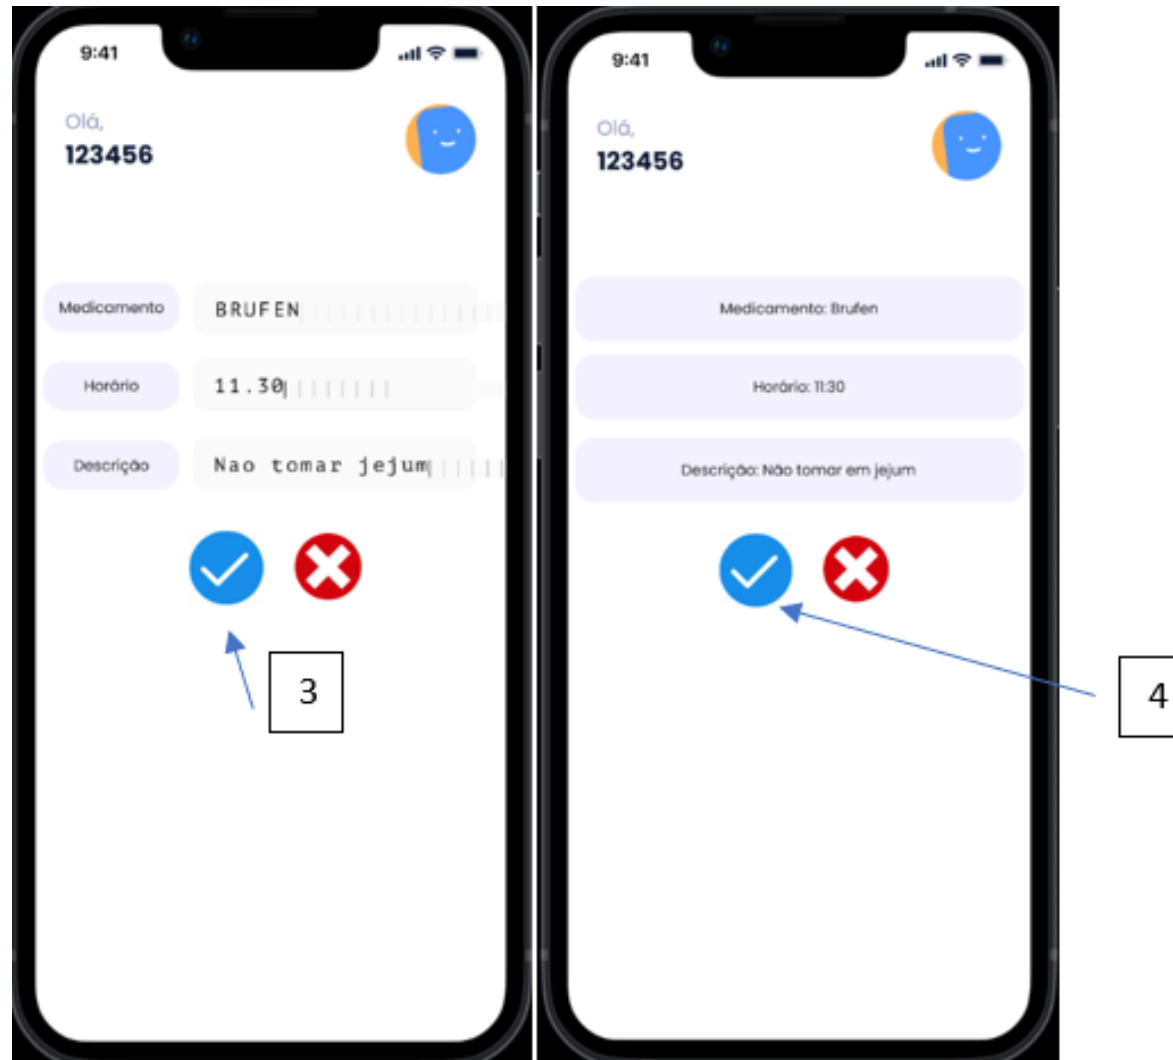 9:41
Olá,
123456
Medicamento BRUFEN
Horário 11.30
Descrição Nao tomar jejum
3
9:41
Olá,
123456
Medicamento: Brufen
Horário: 11:30
Descrição: Não tomar em jejum
4